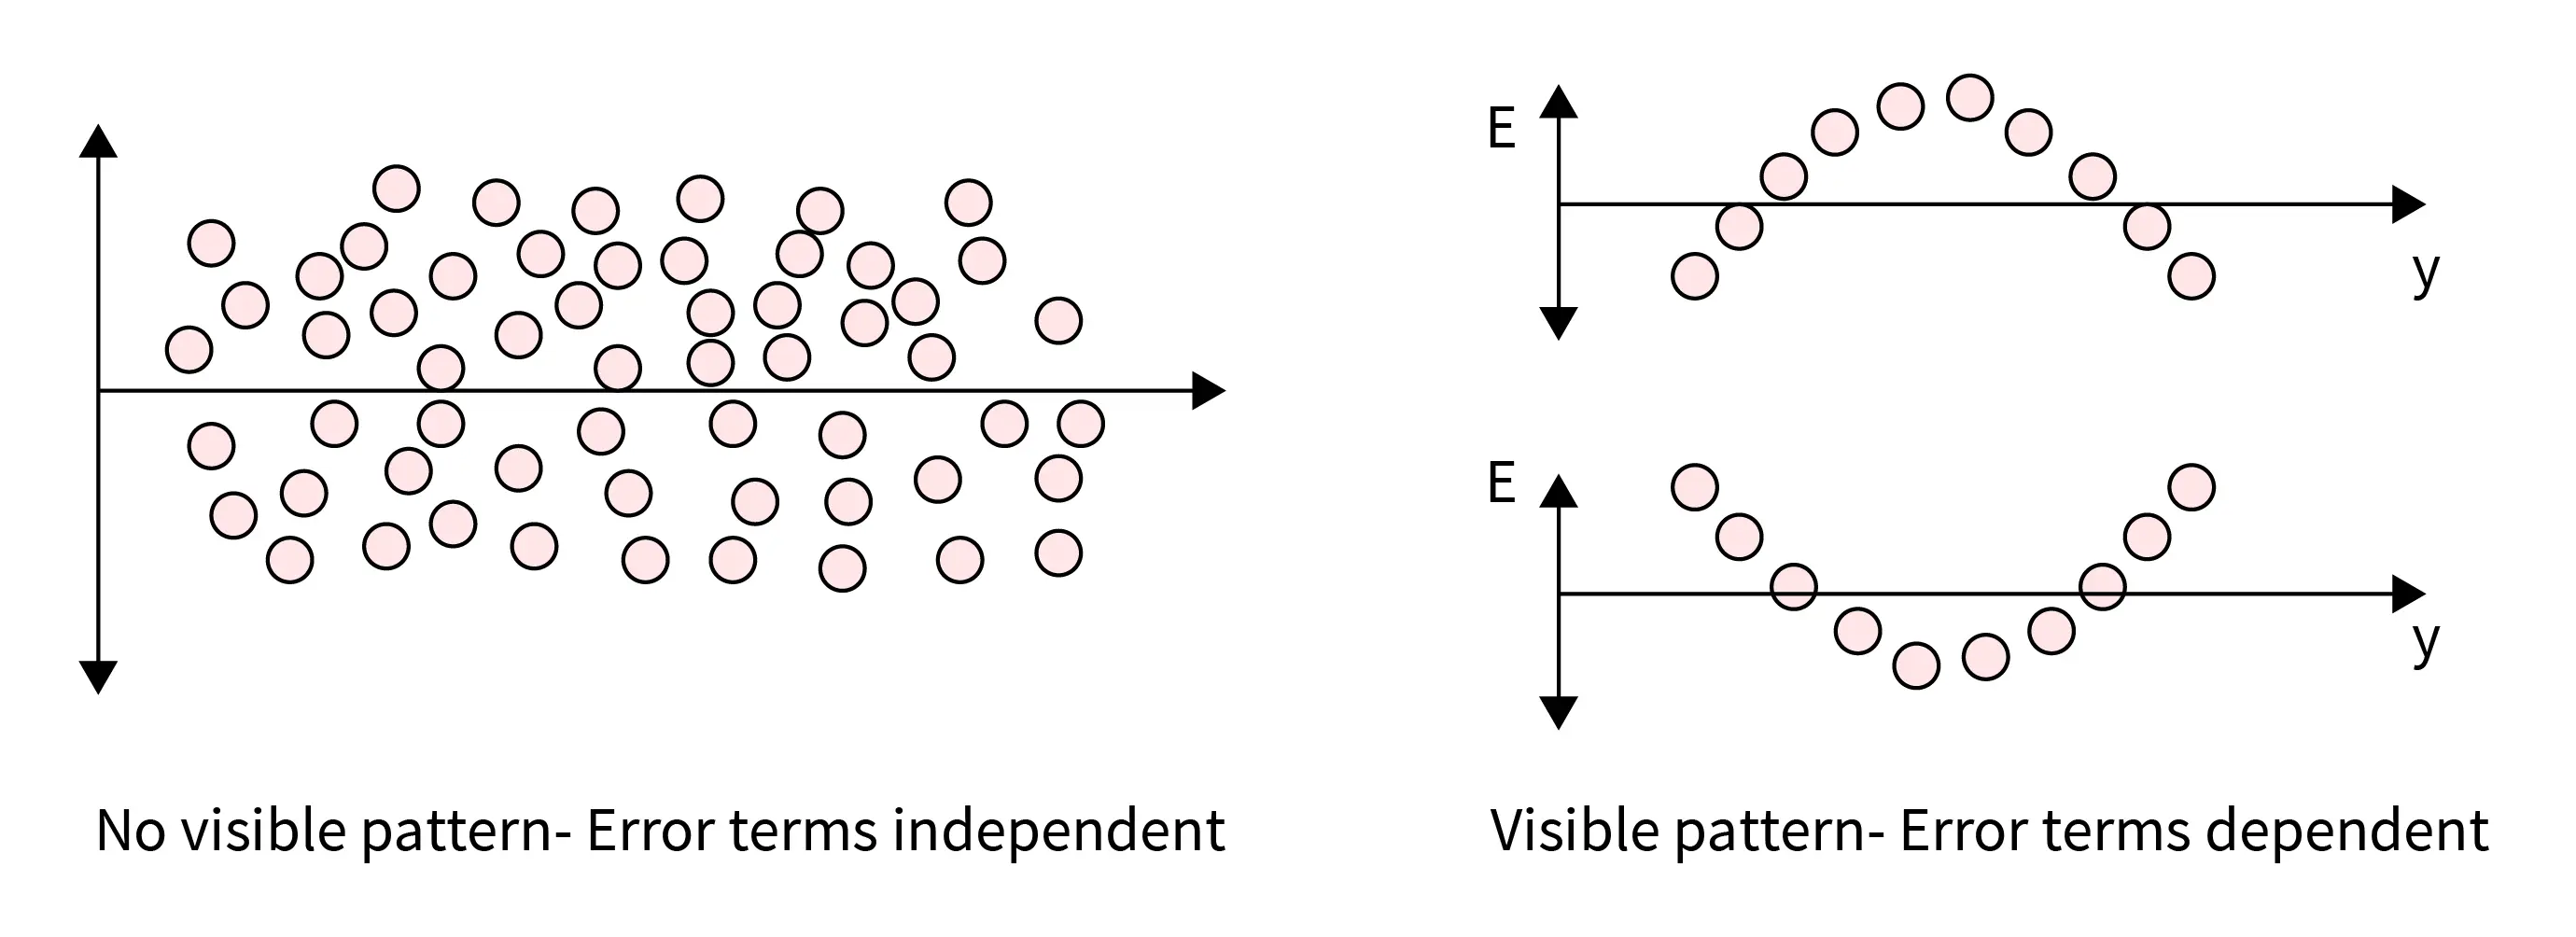 E
y
E
y
No visible pattern- Error terms independent
Visible pattern- Error terms dependent